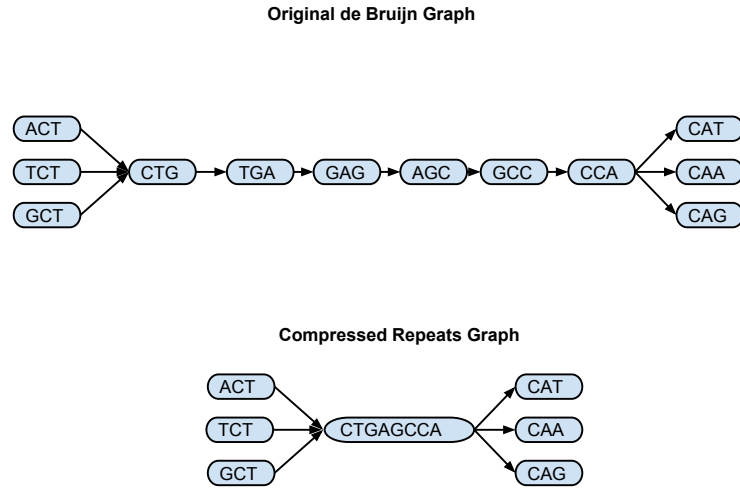 Original de Bruijn Graph
ACT
CAT
TCT
CTG
TGA
GAG
AGC
GCC
CCA
CAA
GCT
CAG
Compressed Repeats Graph
ACT
CAT
TCT
CTGAGCCA
CAA
GCT
CAG